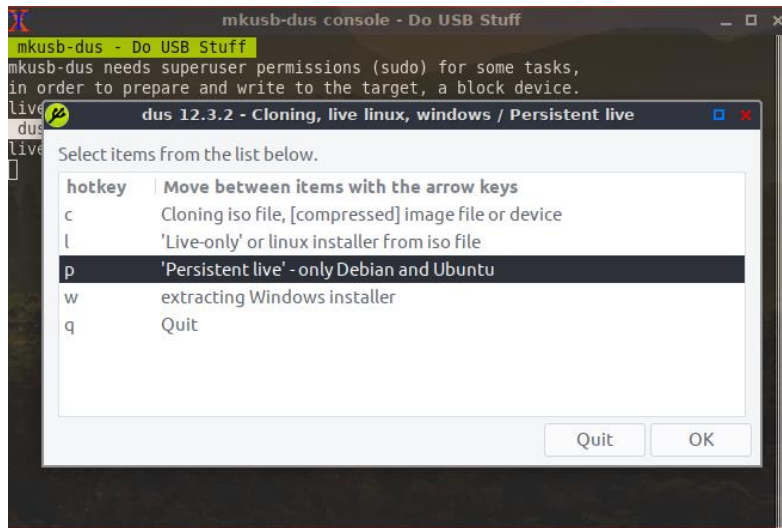 mkusb-dus console - Do USB Stuff
mkusb-dus - Do USB Stuff
mkusb-dus needs superuser permissions (sudo) for some tasks,
in order to prepare and write to the target, a block device.
live
dus 12.3.2 - Cloning, live linux, windows / Persistent live
dus
live
Select items from the list below.
hotkey Move between items with the arrow keys
c Cloning iso file, [compressed] image file or device
l 'Live-only' or linux installer from iso file
p 'Persistent live' - only Debian and Ubuntu
w extracting Windows installer
q Quit
Quit OK